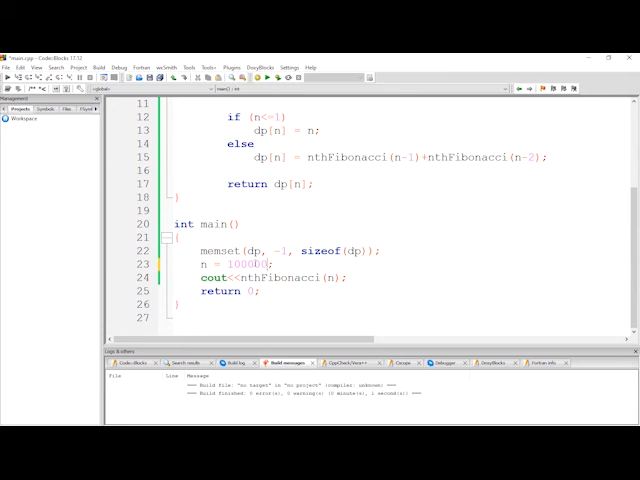 *main.cpp - Code::Blocks 17.12
File Edit View Search Project Build Debug Fortran wxSmith Tools Tools+ Plugins DoxyBlocks Settings Help
<global> main() : int
Management
Projects Symbols Files FSymb
Workspace
11
12 if (n<=1)
13 dp[n] = n;
14 else
15 dp[n] = nthFibonacci(n-1)+nthFibonacci(n-2);
16
17 return dp[n];
18 }
19
20 int main()
21 {
22 memset(dp, -1, sizeof(dp));
23 n = 100000;
24 cout<<nthFibonacci(n);
25 return 0;
26 }
27
Logs & others
Code::Blocks Search results Build log Build messages CppCheck/Vera++ Cscope Debugger DoxyBlocks Fortran info
File Line Message
=== Build file: "no target" in "no project" (compiler: unknown) ===
=== Build finished: 0 error(s), 0 warning(s) (0 minute(s), 1 second(s)) ===